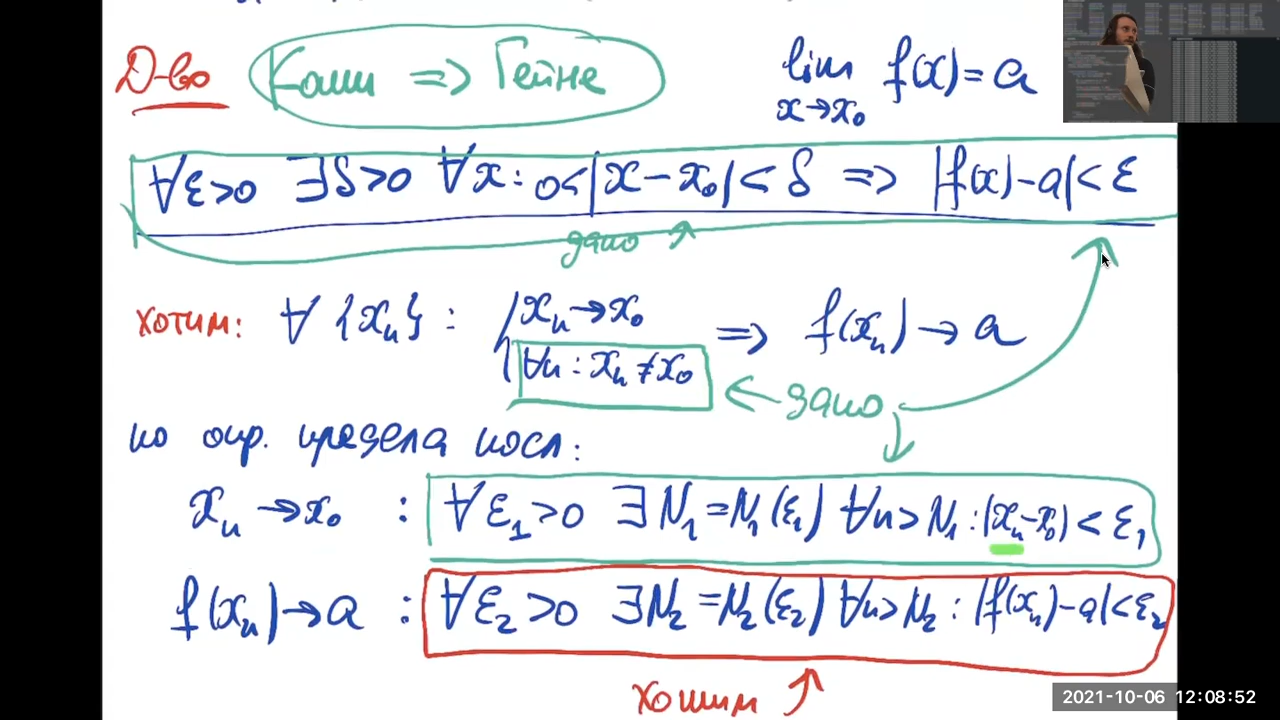 Д-во Коши => Гейне lim f(x)=a
x→x₀
∀ε>0 ∃δ>0 ∀x: 0<|x-x₀|<δ => |f(x)-a|<ε
дано
хотим: ∀ {xₙ} : xₙ→x₀ => f(xₙ)→a
∀n: xₙ≠x₀
дано
по опр. предела посл:
xₙ→x₀ : ∀ε₁>0 ∃N₁=N₁(ε₁) ∀n>N₁:|xₙ-x₀|<ε₁
f(xₙ)→a : ∀ε₂>0 ∃N₂=N₂(ε₂) ∀n>N₂: |f(xₙ)-a|<ε₂
хотим
2021-10-06 12:08:52